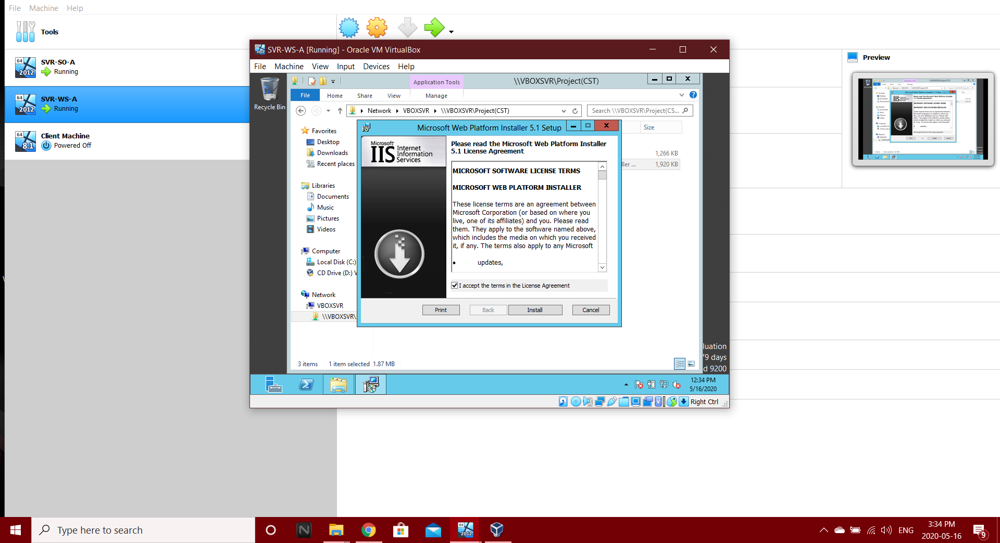 File Machine Help
Tools
SVR-SO-A
Running
SVR-WS-A
Running
Client Machine
Powered Off
64
2012
64
2012
64
8.1
Preview
SVR-WS-A [Running] - Oracle VM VirtualBox
File Machine View Input Devices Help
Recycle Bin
Application Tools
\\VBOXSVR\Project(CST)
File Home Share View Manage
Network VBOXSVR \\VBOXSVR\Project(CST)
Search \\VBOXSVR\Project(CS...
Favorites
Desktop
Downloads
Recent places
Libraries
Documents
Music
Pictures
Videos
Computer
Local Disk (C:)
CD Drive (D:) V
Network
VBOXSVR
\\VBOXSVR\
Size
1,266 KB
ller ... 1,920 KB
Microsoft Web Platform Installer 5.1 Setup
Microsoft
IIS Internet
Information
Services
Please read the Microsoft Web Platform Installer
5.1 License Agreement
MICROSOFT SOFTWARE LICENSE TERMS
MICROSOFT WEB PLATFORM INSTALLER
These license terms are an agreement between
Microsoft Corporation (or based on where you
live, one of its affiliates) and you. Please read
them. They apply to the software named above,
which includes the media on which you received
it, if any. The terms also apply to any Microsoft
• updates,
I accept the terms in the License Agreement
Print Back Install Cancel
3 items 1 item selected 1.87 MB
luation
79 days
d 9200
12:34 PM
5/16/2020
Right Ctrl
Type here to search
64
2012
ENG
3:34 PM
2020-05-16
9